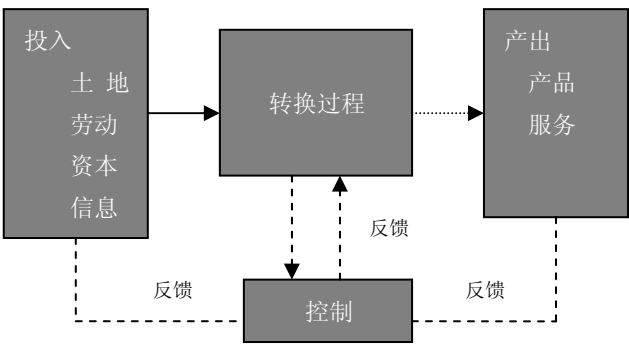 投入
土 地
劳动
资本
信息
转换过程
产出
产品
服务
反馈
反馈
反馈
控制